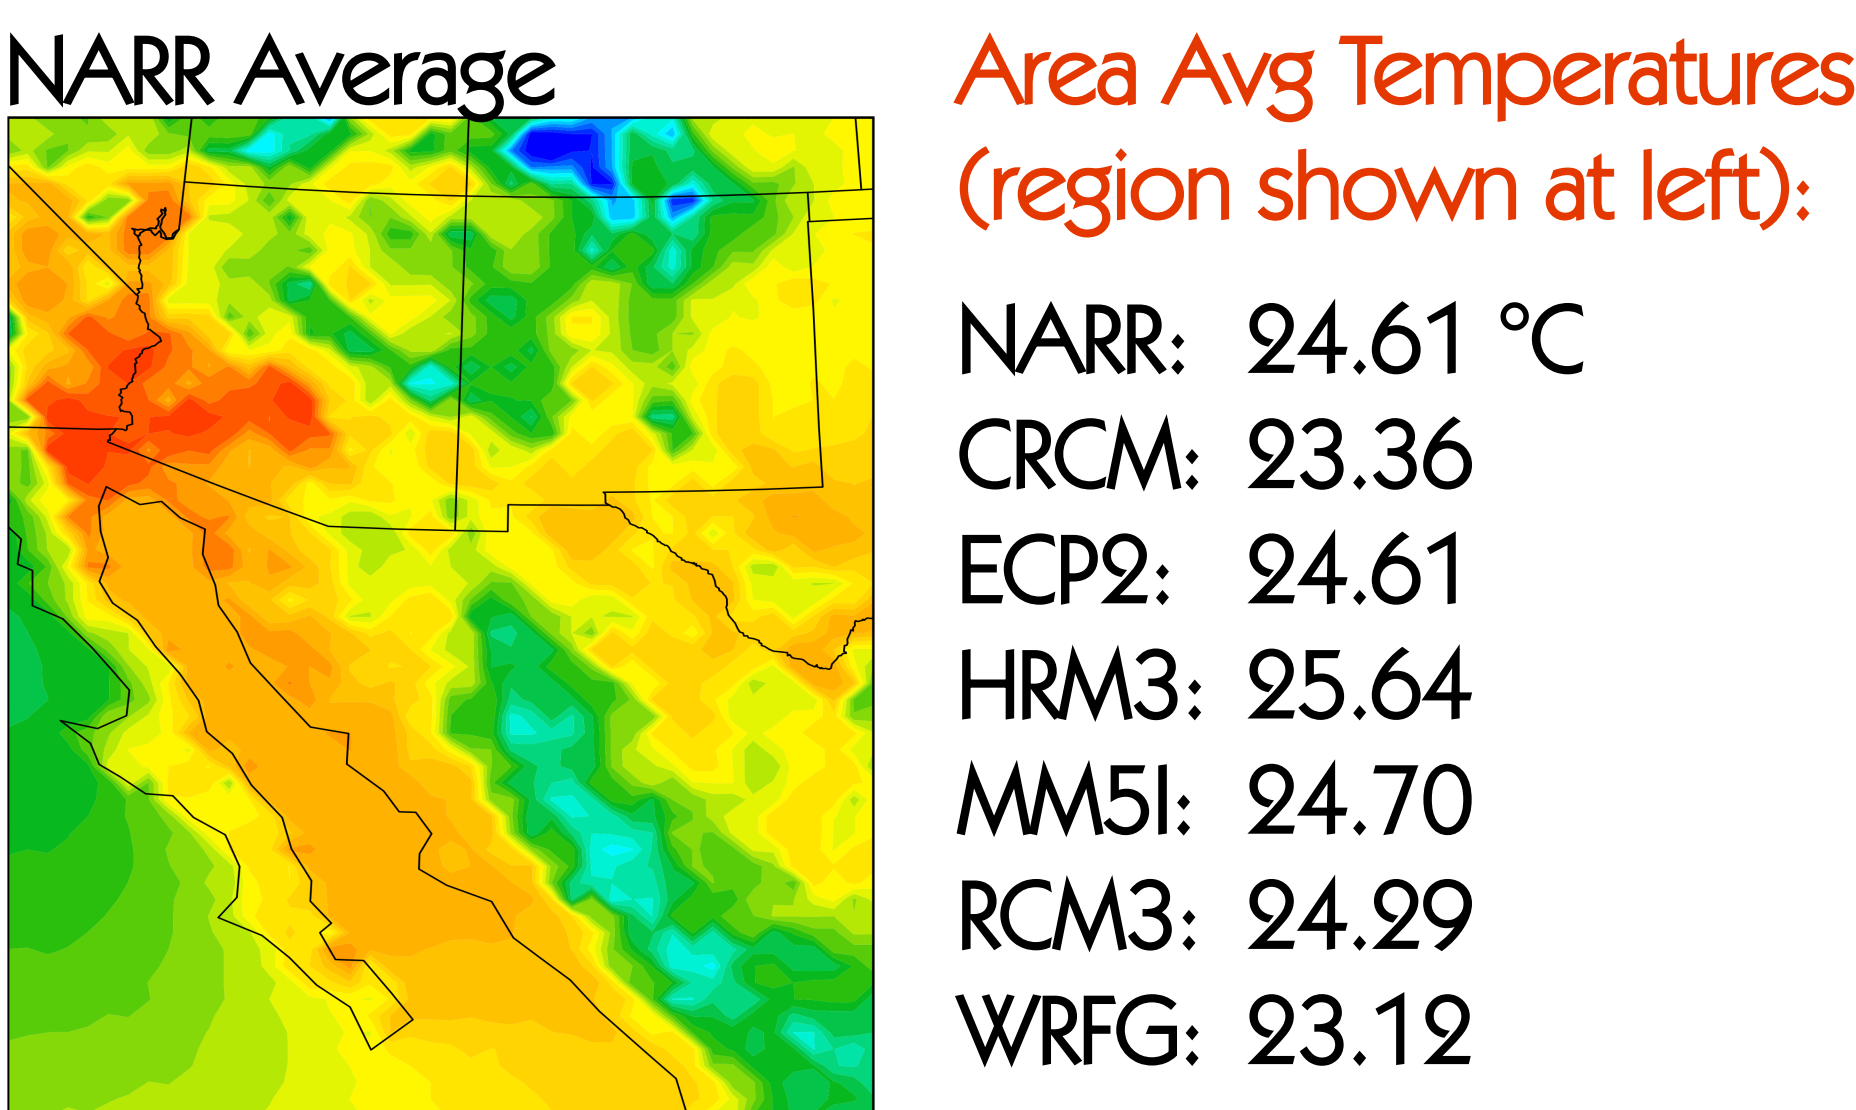 NARR Average
Area Avg Temperatures
(region shown at left):
NARR: 24.61 °C
CRCM: 23.36
ECP2: 24.61
HRM3: 25.64
MM5I: 24.70
RCM3: 24.29
WRFG: 23.12